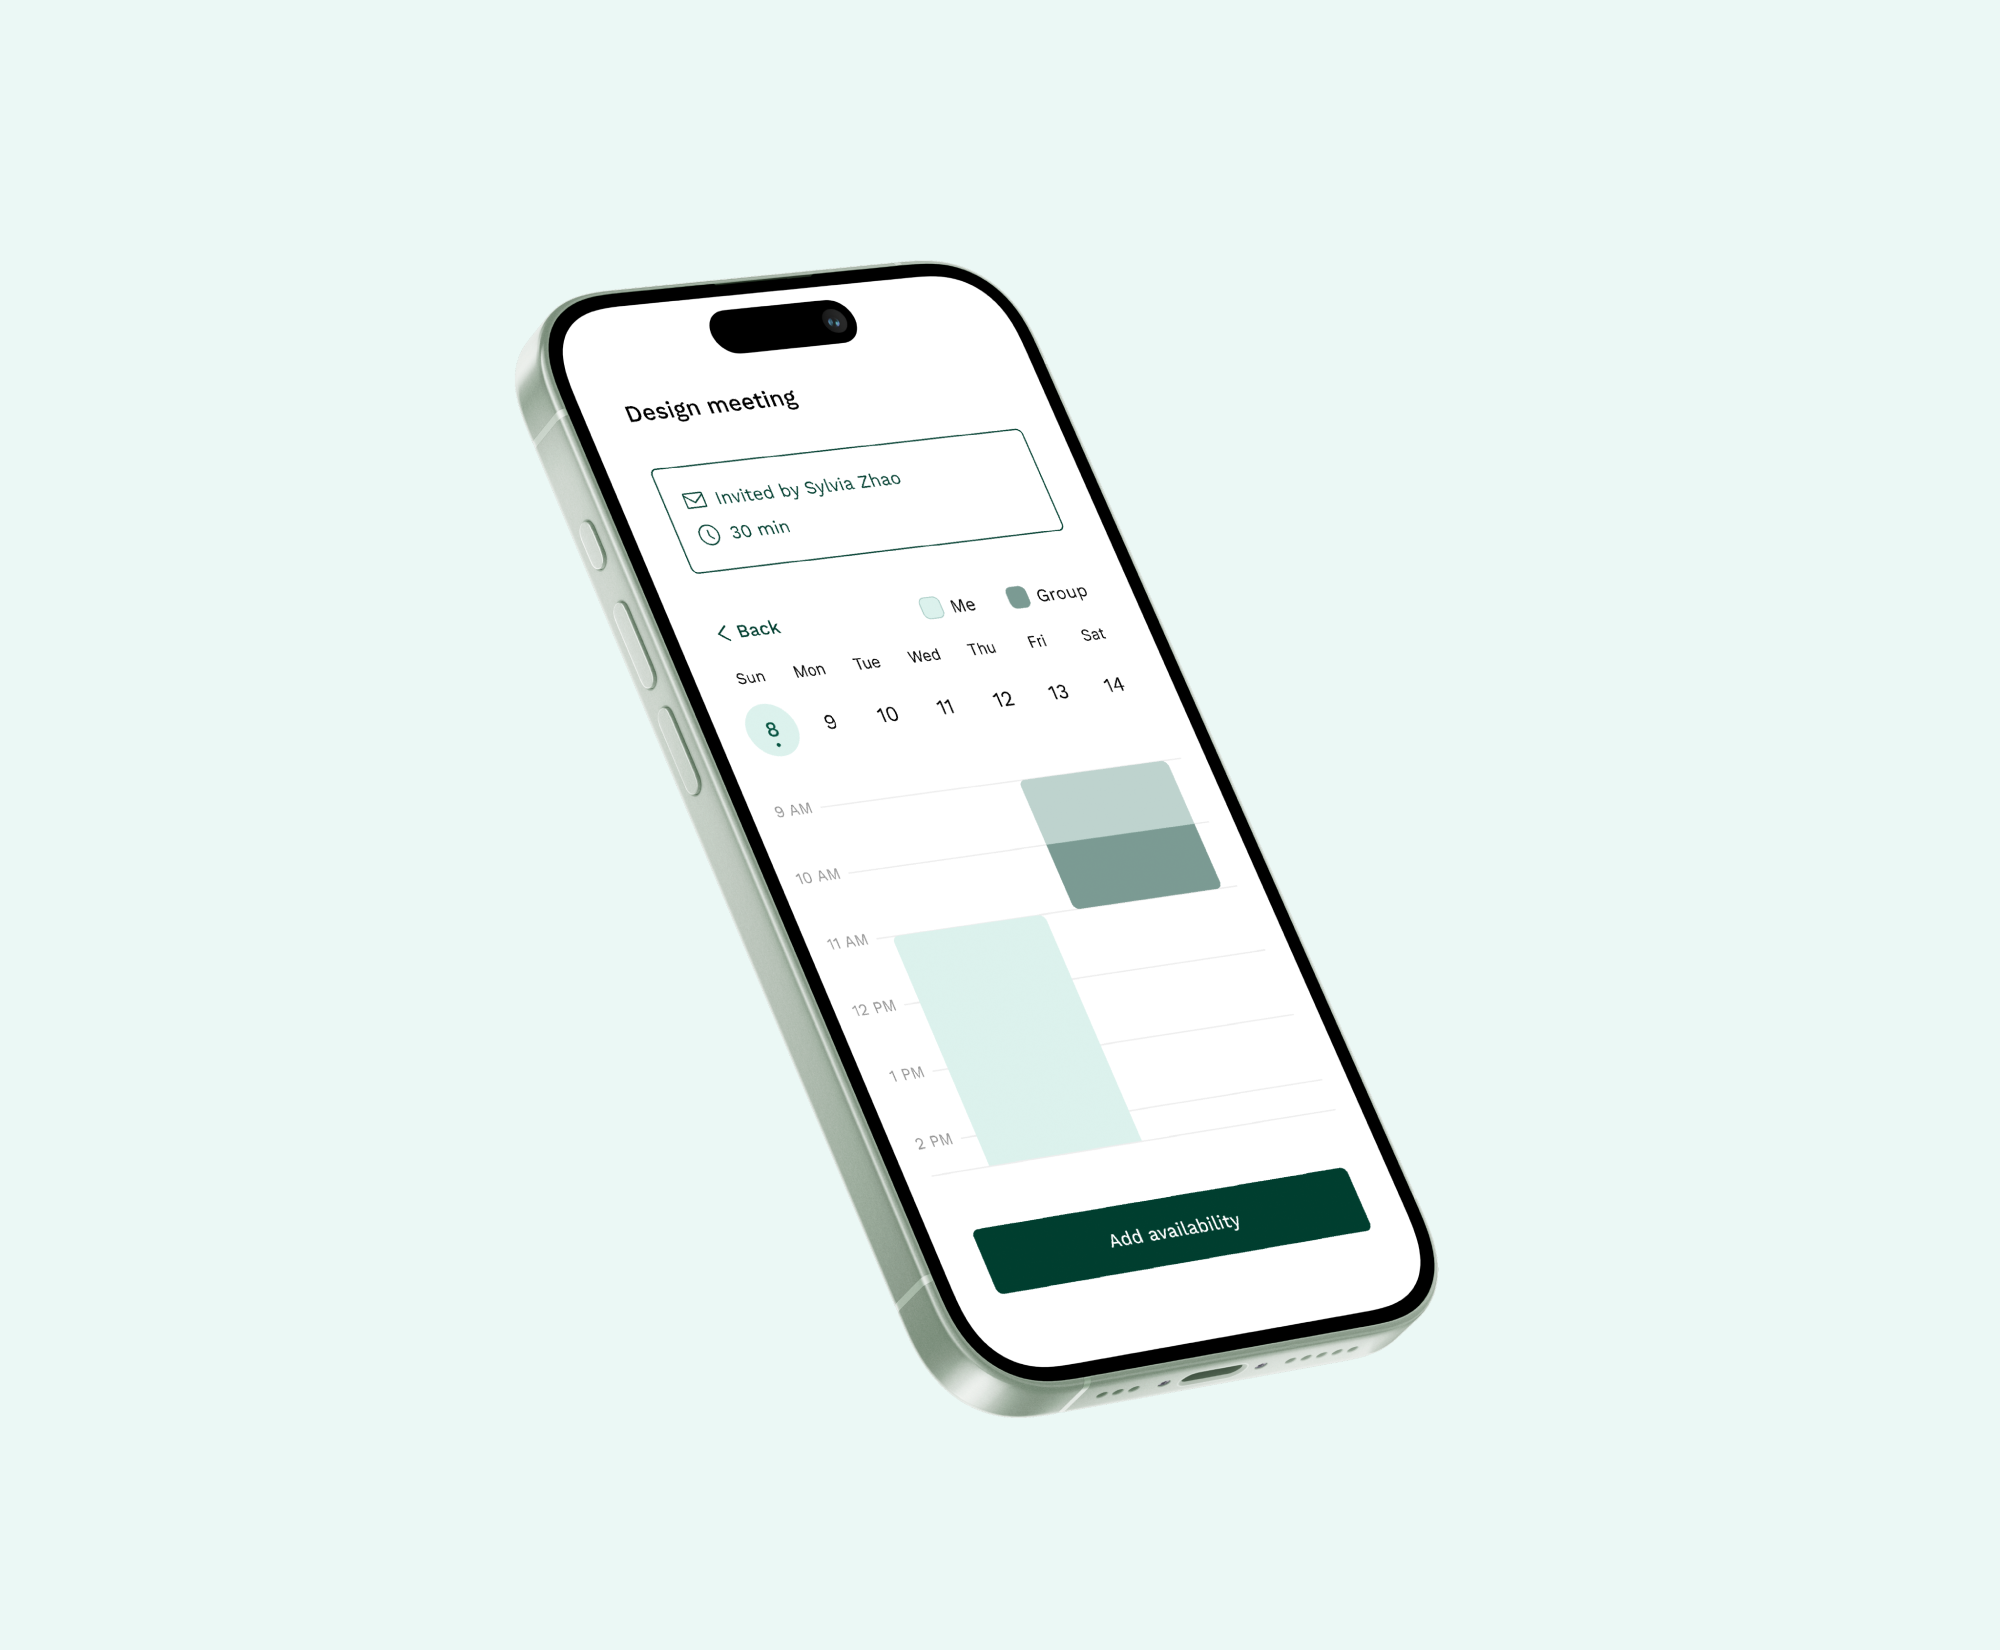 Design meeting
Invited by Sylvia Zhao
30 min
Me Group
Back
Sun Mon Tue Wed Thu Fri Sat
8 9 10 11 12 13 14
9 AM
10 AM
11 AM
12 PM
1 PM
2 PM
Add availability